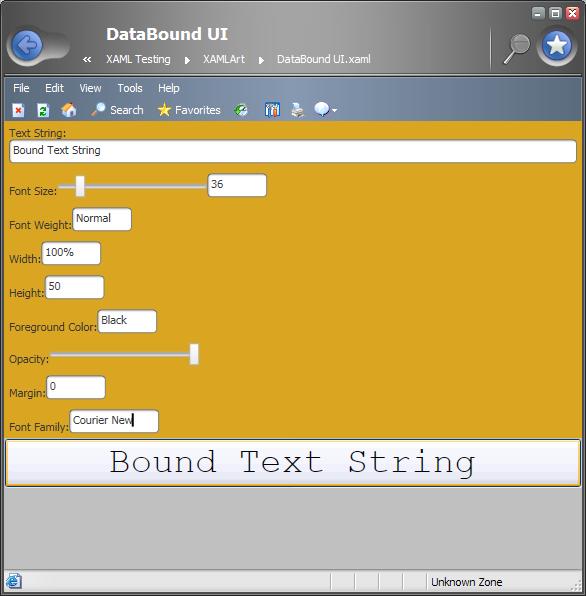 DataBound UI
« XAML Testing XAMLArt DataBound UI.xaml
File Edit View Tools Help
Search Favorites
Text String:
Bound Text String
Font Size: 36
Font Weight: Normal
Width: 100%
Height: 50
Foreground Color: Black
Opacity:
Margin: 0
Font Family: Courier New
Bound Text String
Unknown Zone